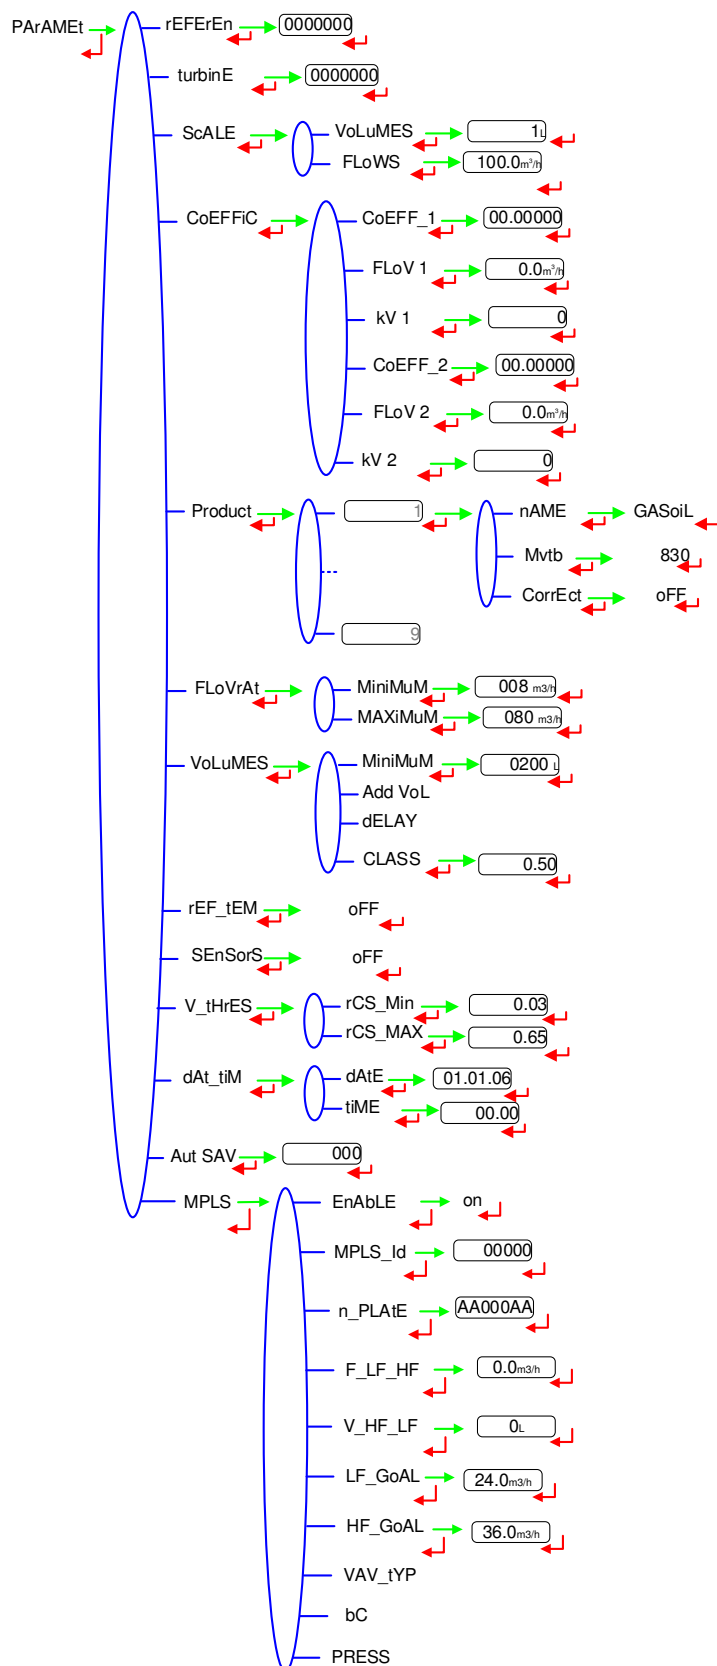 PArAMEt rEFErEn 0000000
turbinE 0000000
ScALE VoLuMES 1L
FLoWS 100.0m³/h
CoEFFiC CoEFF_1 00.00000
FLoV 1 0.0m³/h
kV 1 0
CoEFF_2 00.00000
FLoV 2 0.0m³/h
kV 2 0
Product 1 nAME GASoiL
Mvtb 830
CorrEct oFF
9
FLoVrAt MiniMuM 008 m3/h
MAXiMuM 080 m3/h
VoLuMES MiniMuM 0200 L
Add VoL
dELAY
CLASS 0.50
rEF_tEM oFF
SEnSorS oFF
V_tHrES rCS_Min 0.03
rCS_MAX 0.65
dAt_tiM dAtE 01.01.06
tiME 00.00
Aut SAV 000
MPLS EnAbLE on
MPLS_Id 00000
n_PLAtE AA000AA
F_LF_HF 0.0m3/h
V_HF_LF 0L
LF_GoAL 24.0m3/h
HF_GoAL 36.0m3/h
VAV_tYP
bC
PRESS